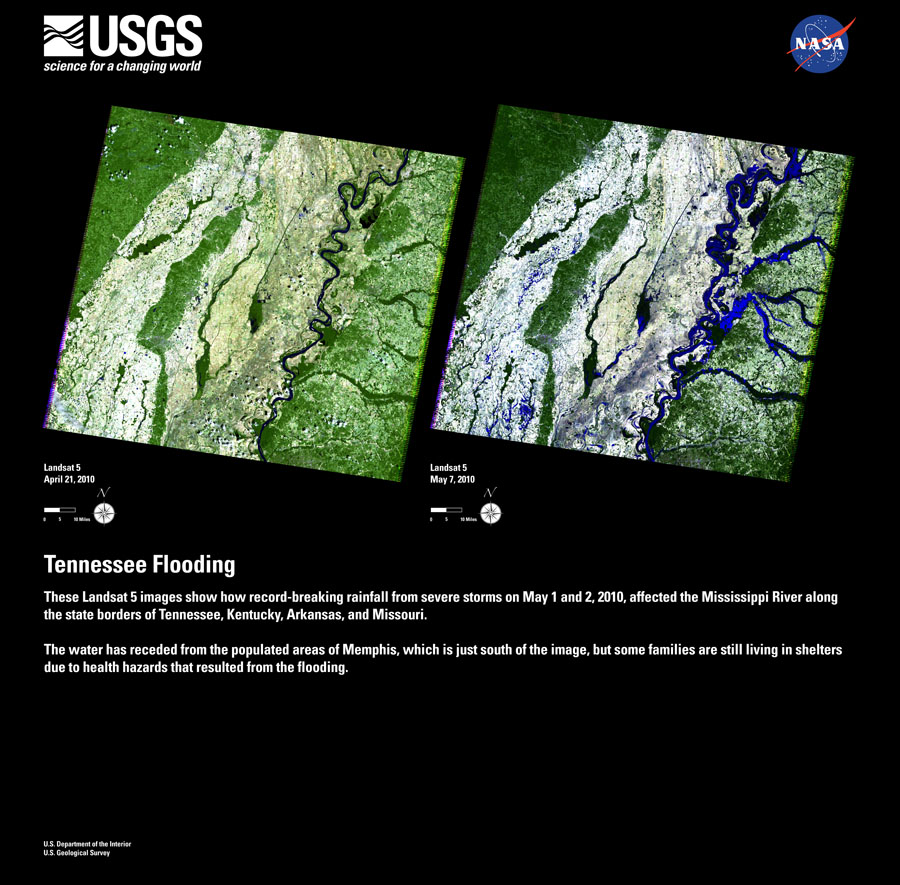 USGS
science for a changing world
NASA
Landsat 5
April 21, 2010
N
0 5 10 Miles
Landsat 5
May 7, 2010
N
0 5 10 Miles
Tennessee Flooding
These Landsat 5 images show how record-breaking rainfall from severe storms on May 1 and 2, 2010, affected the Mississippi River along
the state borders of Tennessee, Kentucky, Arkansas, and Missouri.
The water has receded from the populated areas of Memphis, which is just south of the image, but some families are still living in shelters
due to health hazards that resulted from the flooding.
U.S. Department of the Interior
U.S. Geological Survey